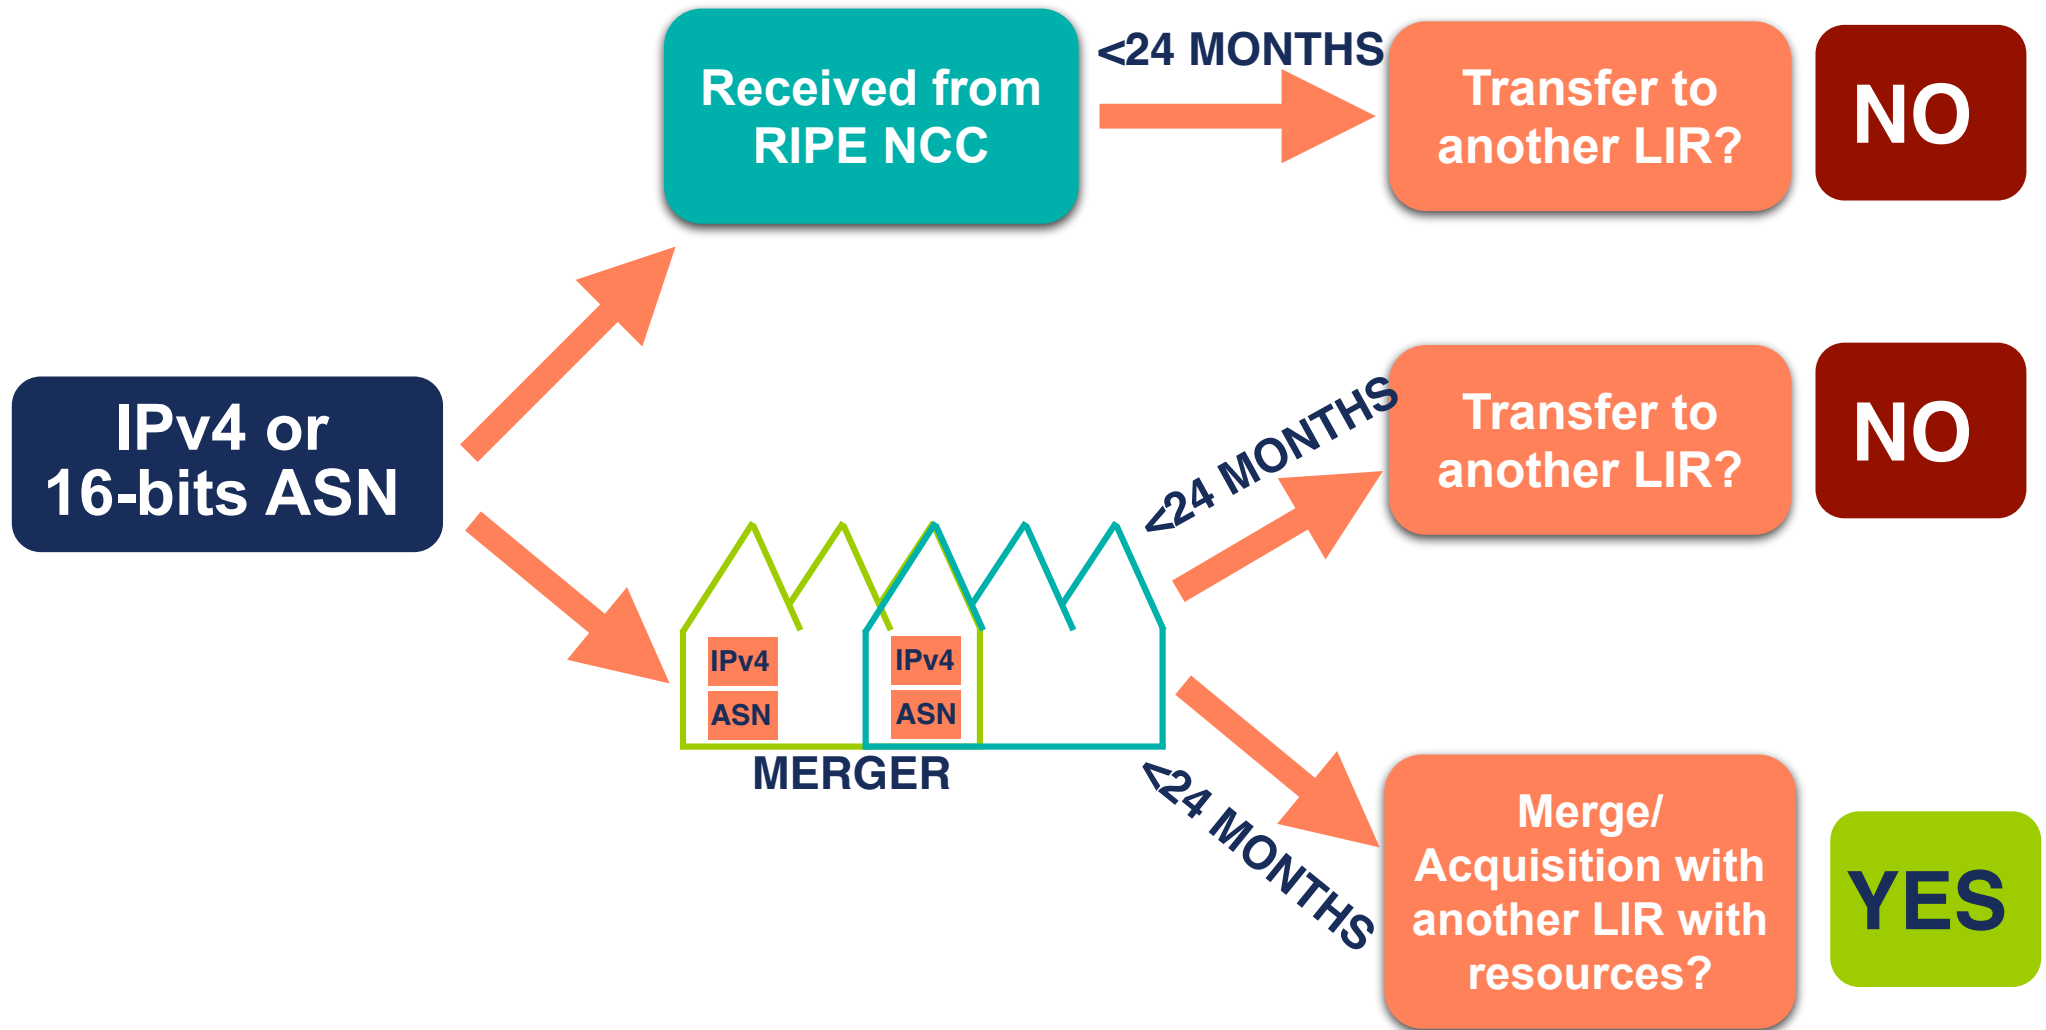 Received from
RIPE NCC
<24 MONTHS
Transfer to
another LIR?
NO
IPv4 or
16-bits ASN
<24 MONTHS
Transfer to
another LIR?
NO
IPv4
ASN
IPv4
ASN
MERGER
<24 MONTHS
Merge/
Acquisition with
another LIR with
resources?
YES